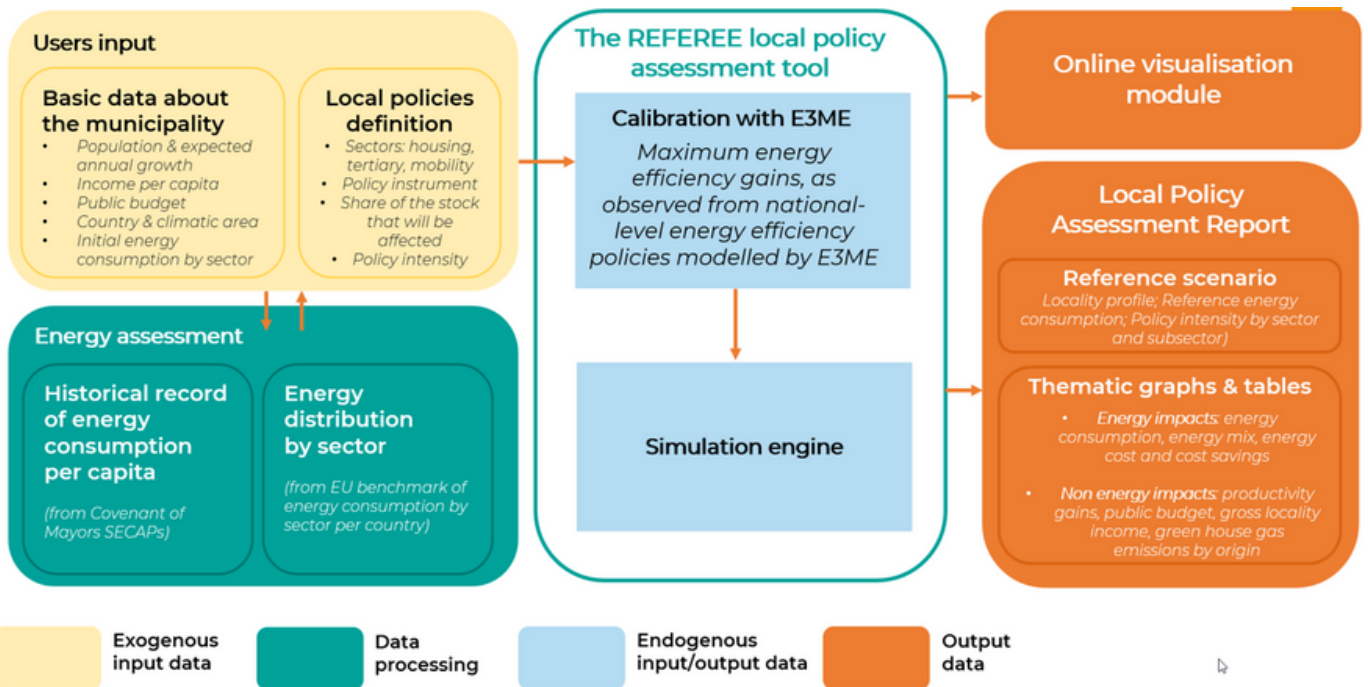 Users input
Basic data about
the municipality
• Population & expected
annual growth
• Income per capita
• Public budget
• Country & climatic area
• Initial energy
consumption by sector
Local policies
definition
• Sectors: housing,
tertiary, mobility
• Policy instrument
• Share of the stock
that will be
affected
• Policy intensity
Energy assessment
Historical record
of energy
consumption
per capita
(from Covenant of
Mayors SECAPs)
Energy
distribution
by sector
(from EU benchmark of
energy consumption by
sector per country)
The REFEREE local policy
assessment tool
Calibration with E3ME
Maximum energy
efficiency gains, as
observed from national-
level energy efficiency
policies modelled by E3ME
Simulation engine
Online visualisation
module
Local Policy
Assessment Report
Reference scenario
Locality profile; Reference energy
consumption; Policy intensity by sector
and subsector)
Thematic graphs & tables
• Energy impacts: energy
consumption, energy mix, energy
cost and cost savings
• Non energy impacts: productivity
gains, public budget, gross locality
income, green house gas
emissions by origin
Exogenous
input data
Data
processing
Endogenous
input/output data
Output
data